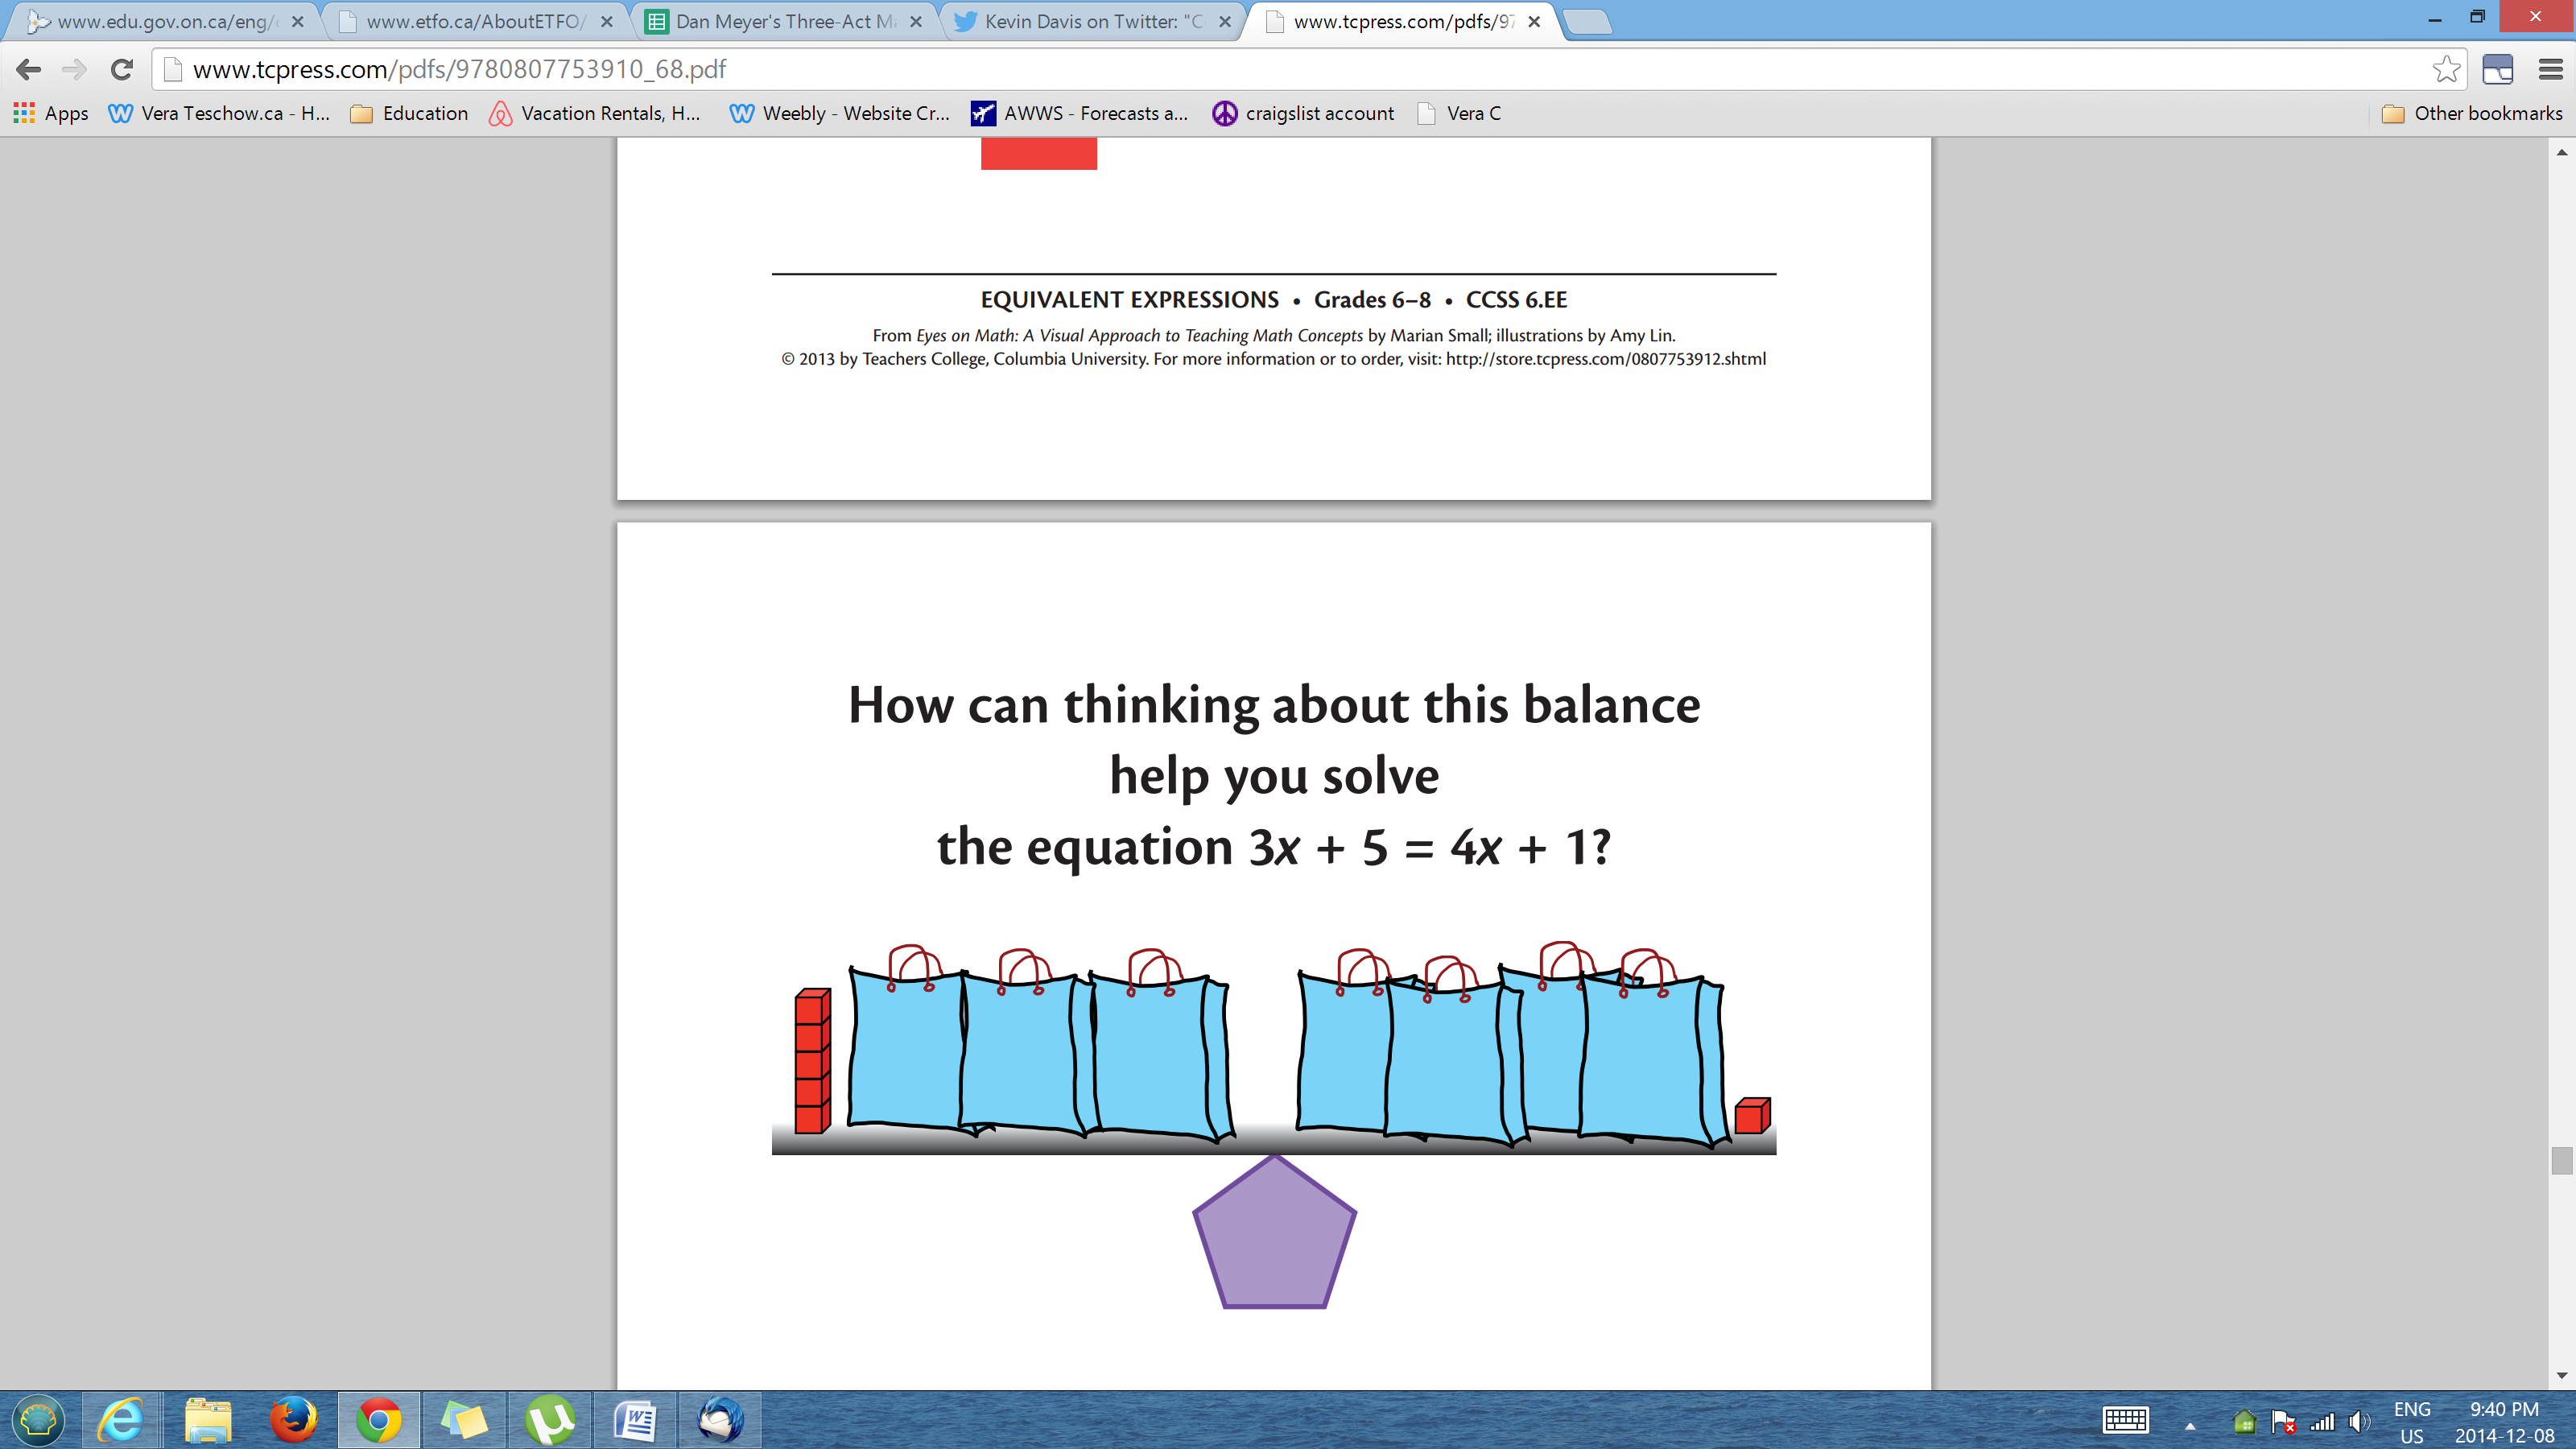 www.edu.gov.on.ca/eng/
www.etfo.ca/AboutETFO/
Dan Meyer's Three-Act Ma
Kevin Davis on Twitter: "C
www.tcpress.com/pdfs/97
www.tcpress.com/pdfs/9780807753910_68.pdf
Apps
Vera Teschow.ca - H...
Education
Vacation Rentals, H...
Weebly - Website Cr...
AWWS - Forecasts a...
craigslist account
Vera C
Other bookmarks
EQUIVALENT EXPRESSIONS • Grades 6–8 • CCSS 6.EE
From Eyes on Math: A Visual Approach to Teaching Math Concepts by Marian Small; illustrations by Amy Lin.
© 2013 by Teachers College, Columbia University. For more information or to order, visit: http://store.tcpress.com/0807753912.shtml
How can thinking about this balance
help you solve
the equation 3x + 5 = 4x + 1?
ENG
US
9:40 PM
2014-12-08